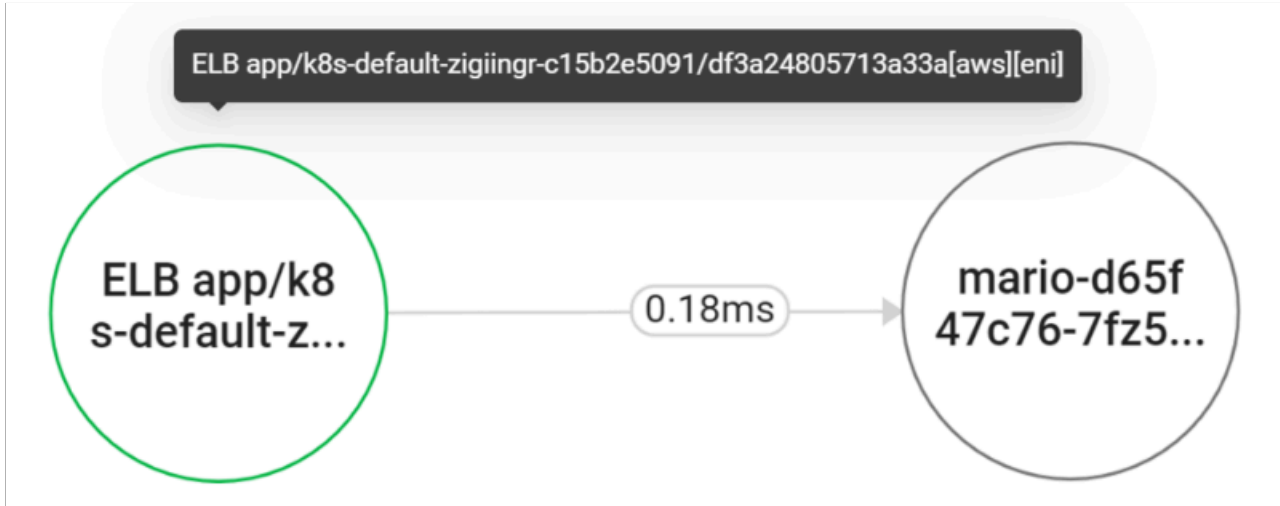 ELB app/k8s-default-zigiingr-c15b2e5091/df3a24805713a33a[aws][eni]
ELB app/k8
s-default-z...
0.18ms
mario-d65f
47c76-7fz5...